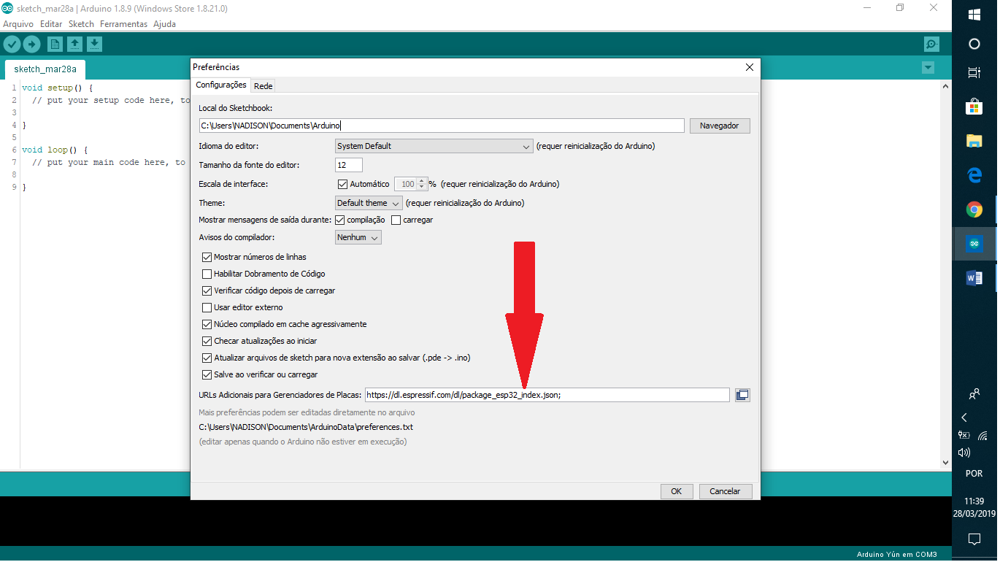 sketch_mar28a | Arduino 1.8.9 (Windows Store 1.8.21.0)
Arquivo Editar Sketch Ferramentas Ajuda
sketch_mar28a
1 void setup() {
2 // put your setup code here, to
3
4 }
5
6 void loop() {
7 // put your main code here, to
8
9 }
Preferências
Configurações Rede
Local do Sketchbook:
C:\Users\NADISON\Documents\Arduino
Navegador
Idioma do editor: System Default (requer reinicialização do Arduino)
Tamanho da fonte do editor: 12
Escala de interface: Automático 100 % (requer reinicialização do Arduino)
Theme: Default theme (requer reinicialização do Arduino)
Mostrar mensagens de saída durante: compilação carregar
Avisos do compilador: Nenhum
Mostrar números de linhas
Habilitar Dobramento de Código
Verificar código depois de carregar
Usar editor externo
Núcleo compilado em cache agressivamente
Checar atualizações ao iniciar
Atualizar arquivos de sketch para nova extensão ao salvar (.pde -> .ino)
Salve ao verificar ou carregar
URLs Adicionais para Gerenciadores de Placas: https://dl.espressif.com/dl/package_esp32_index.json;
Mais preferências podem ser editadas diretamente no arquivo
C:\Users\NADISON\Documents\ArduinoData\preferences.txt
(editar apenas quando o Arduino não estiver em execução)
OK Cancelar
POR
11:39
28/03/2019
Arduino Yún em COM3